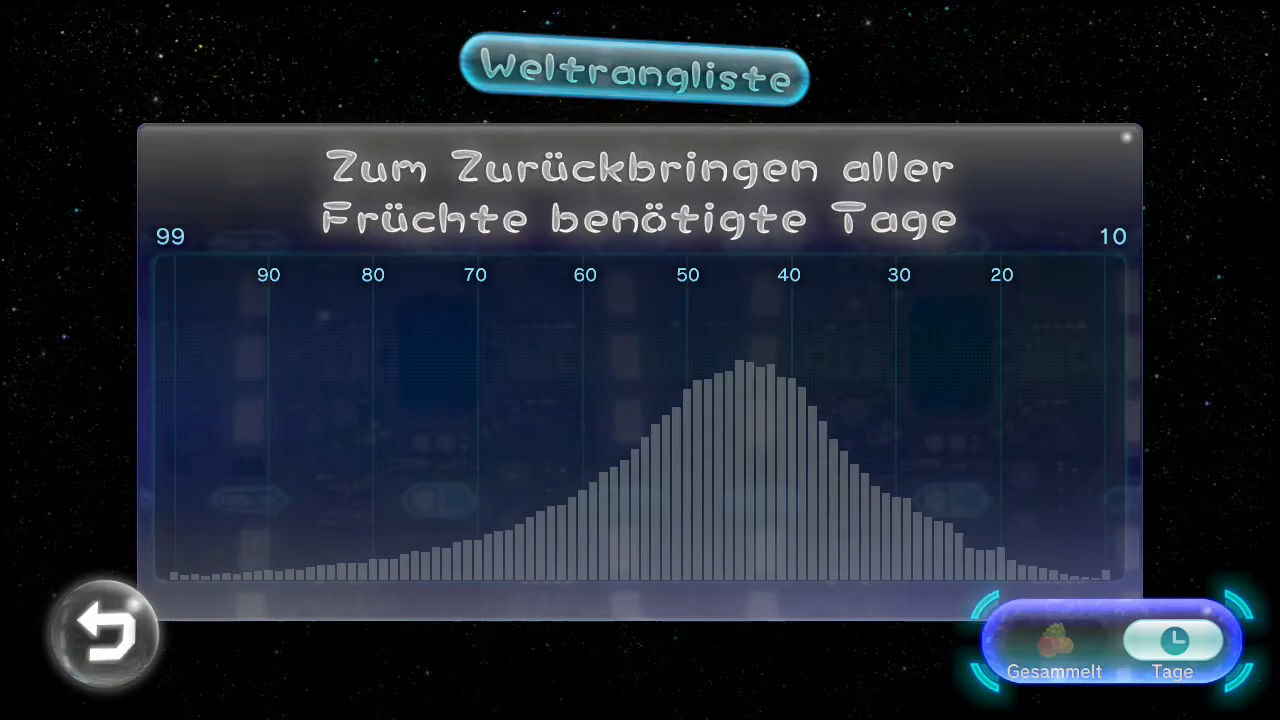 Weltrangliste
Zum Zurückbringen aller
Früchte benötigte Tage
99 10
90 80 70 60 50 40 30 20
Gesammelt Tage